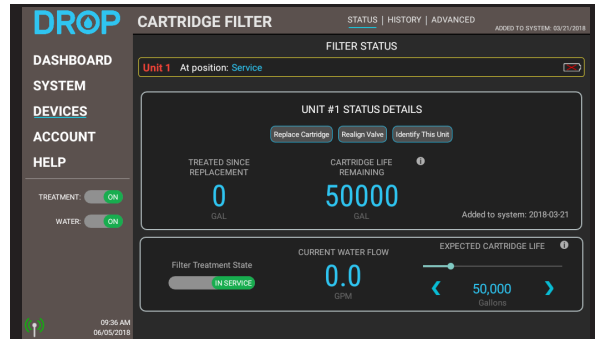 DROP
CARTRIDGE FILTER
STATUS | HISTORY | ADVANCED
ADDED TO SYSTEM: 03/21/2018
DASHBOARD
SYSTEM
DEVICES
ACCOUNT
HELP
TREATMENT: ON
WATER: ON
09:36 AM
06/05/2018
FILTER STATUS
Unit 1 At position: Service
UNIT #1 STATUS DETAILS
Replace Cartridge Realign Valve Identify This Unit
TREATED SINCE
REPLACEMENT
0
GAL
CARTRIDGE LIFE
REMAINING
50000
GAL
Added to system: 2018-03-21
Filter Treatment State
IN SERVICE
CURRENT WATER FLOW
0.0
GPM
EXPECTED CARTRIDGE LIFE
50,000
Gallons